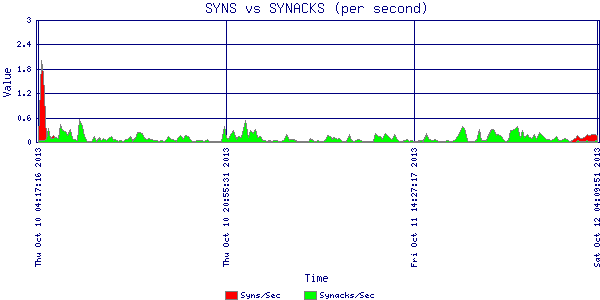 SYNS vs SYNACKS (per second)
3
2.4
1.8
1.2
0.6
0
Value
Thu Oct 10 04:17:16 2013
Thu Oct 10 20:55:31 2013
Fri Oct 11 14:27:17 2013
Sat Oct 12 04:09:51 2013
Time
Syns/Sec
Synacks/Sec